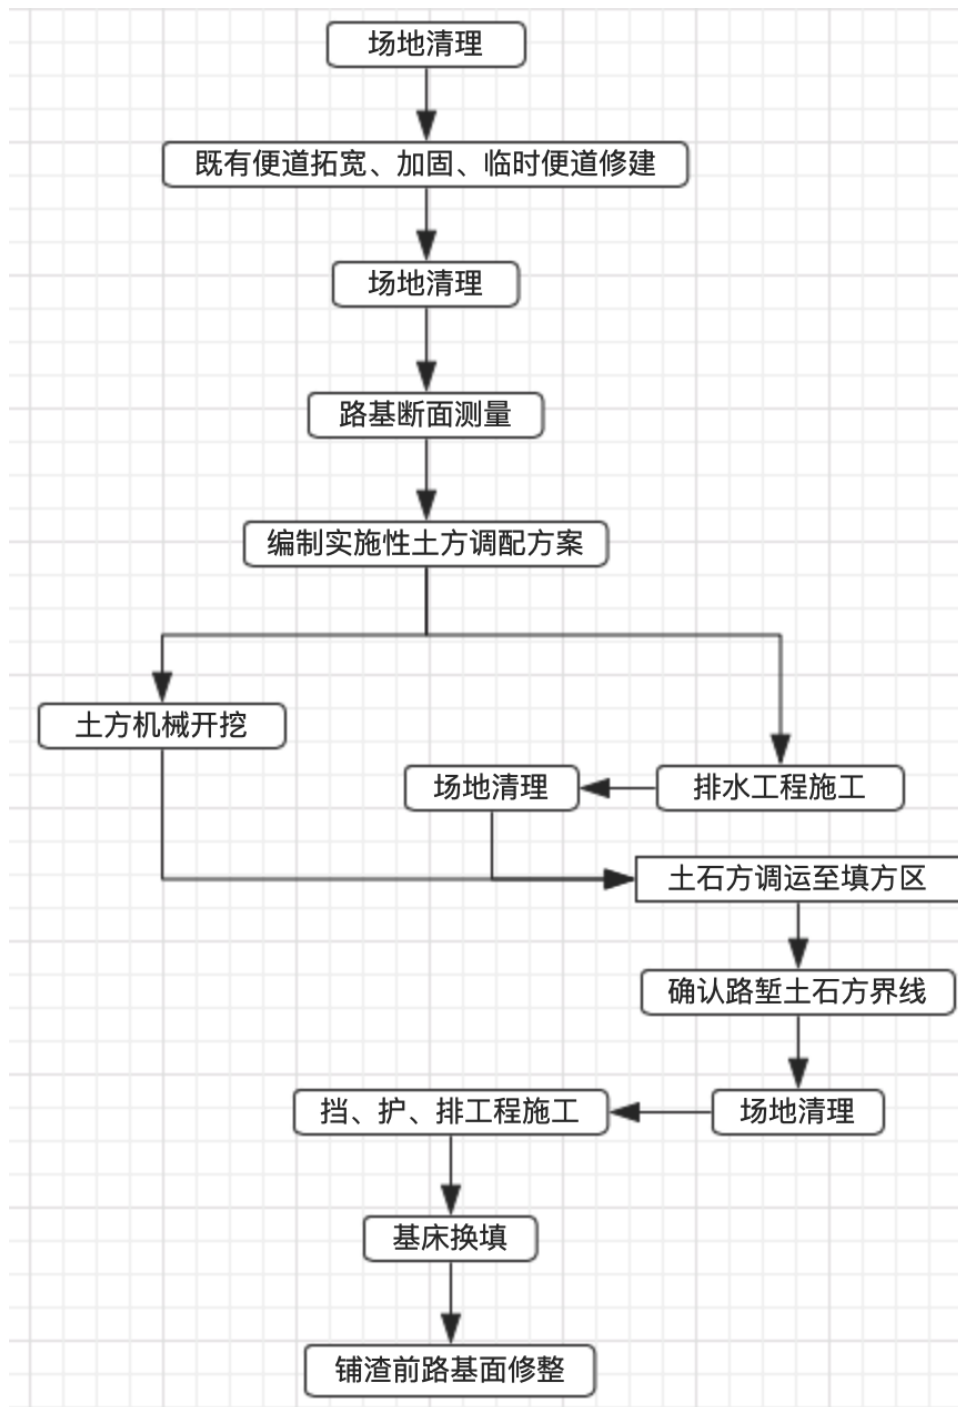 场地清理
既有便道拓宽、加固、临时便道修建
场地清理
路基断面测量
编制实施性土方调配方案
土方机械开挖
场地清理
排水工程施工
土石方调运至填方区
确认路堑土石方界线
场地清理
挡、护、排工程施工
基床换填
铺渣前路基面修整